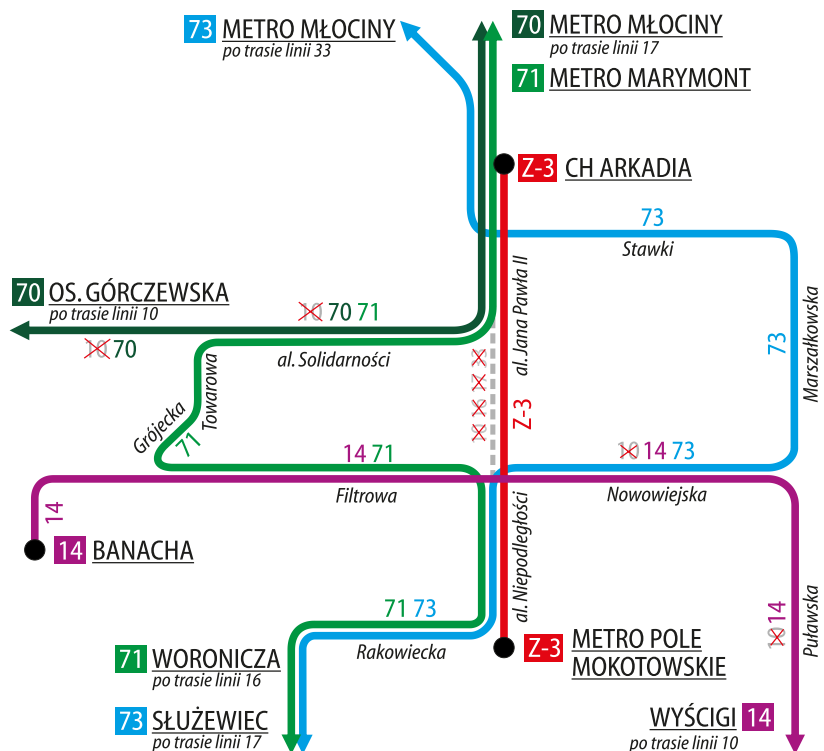 73 METRO MŁOCINY
po trasie linii 33
70 METRO MŁOCINY
po trasie linii 17
71 METRO MARYMONT
Z-3 CH ARKADIA
73
Stawki
70 OS. GÓRCZEWSKA
po trasie linii 10
10 70 71
10 70
al. Solidarności
al. Jana Pawła II
Marszałkowska
73
Towarowa
Grójecka
71
Z-3
14 71
10 14 73
Filtrowa
Nowowiejska
14
14 BANACHA
al. Niepodległości
71 73
Rakowiecka
10 14
Puławska
71 WORONICZA
po trasie linii 16
Z-3 METRO POLE
MOKOTOWSKIE
73 SŁUŻEWIEC
po trasie linii 17
WYŚCIGI 14
po trasie linii 10